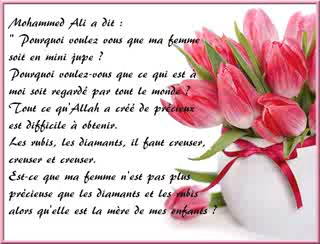 Mohammed Ali a dit :
" Pourquoi voulez vous que ma femme
soit en mini jupe ?
Pourquoi voulez-vous que ce qui est à
moi soit regardé par tout le monde ?
Tout ce qu'Allah a créé de précieux
est difficile à obtenir.
Les rubis, les diamants, il faut creuser,
creuser et creuser.
Est-ce que ma femme n'est pas plus
précieuse que les diamants et les rubis
alors qu'elle est la mère de mes enfants ?